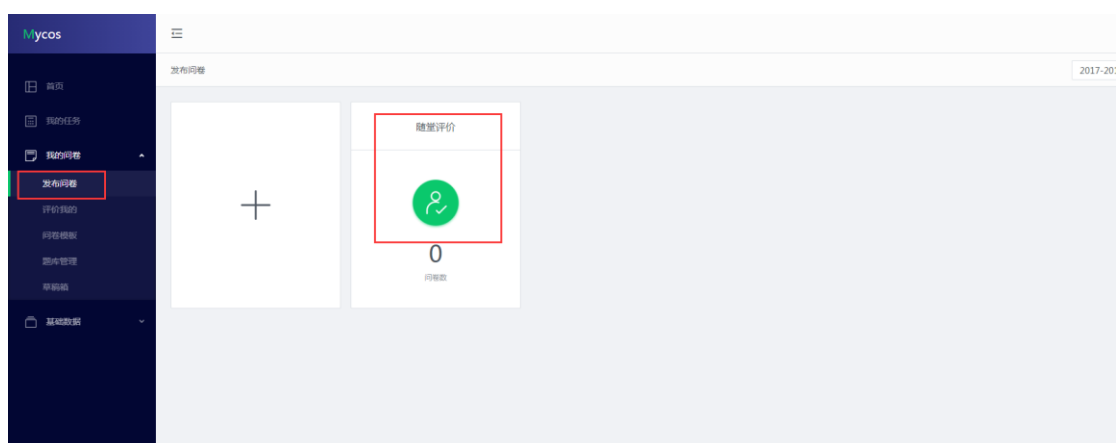 Mycos
首页
我的任务
我的问卷
发布问卷
评价我的
问卷模板
题库管理
草稿箱
基础数据
发布问卷
2017-201
随堂评价
0
问卷数